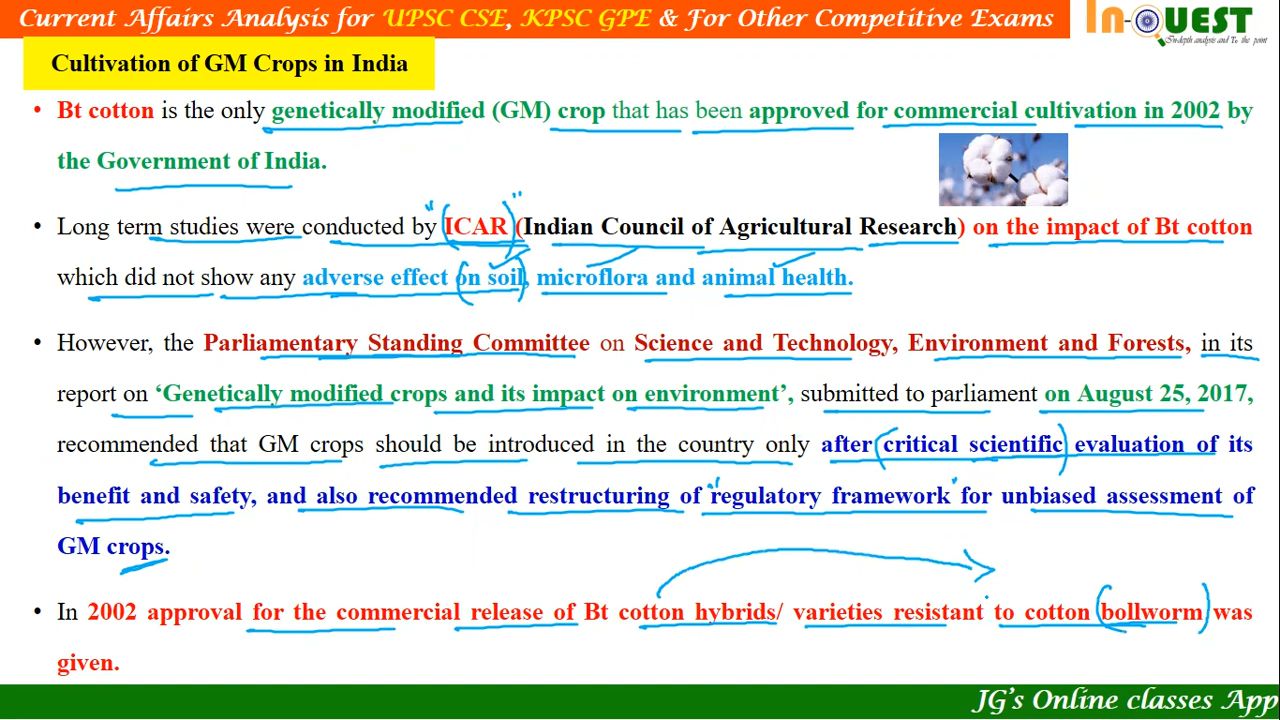 Current Affairs Analysis for UPSC CSE, KPSC GPE & For Other Competitive Exams
In-QUEST
In-depth analysis and To the point
Cultivation of GM Crops in India
• Bt cotton is the only genetically modified (GM) crop that has been approved for commercial cultivation in 2002 by
the Government of India.
• Long term studies were conducted by "ICAR" (Indian Council of Agricultural Research) on the impact of Bt cotton
which did not show any adverse effect on soil, microflora and animal health.
• However, the Parliamentary Standing Committee on Science and Technology, Environment and Forests, in its
report on ‘Genetically modified crops and its impact on environment’, submitted to parliament on August 25, 2017,
recommended that GM crops should be introduced in the country only after critical scientific evaluation of its
benefit and safety, and also recommended restructuring of "regulatory framework" for unbiased assessment of
GM crops.
• In 2002 approval for the commercial release of Bt cotton hybrids/ varieties resistant to cotton (bollworm) was
given.
JG's Online classes App